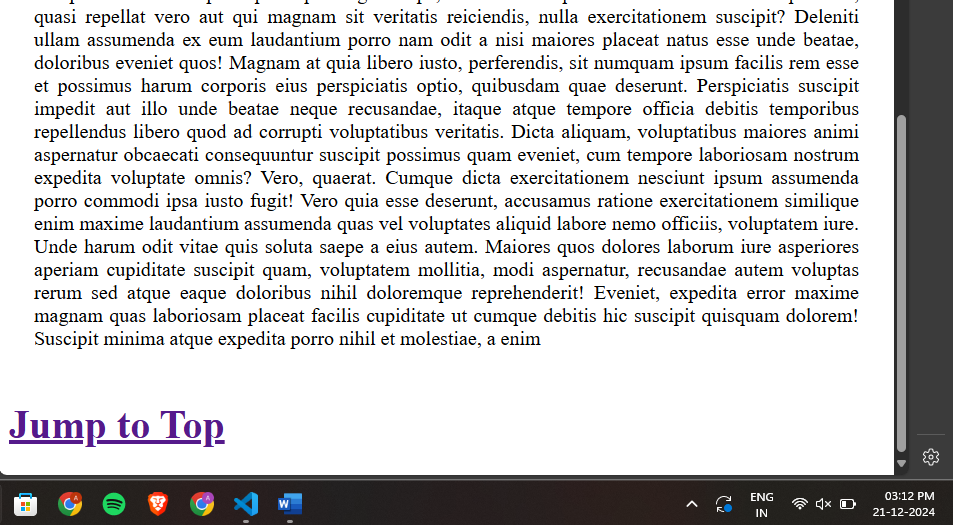 quasi repellat vero aut qui magnam sit veritatis reiciendis, nulla exercitationem suscipit? Deleniti
ullam assumenda ex eum laudantium porro nam odit a nisi maiores placeat natus esse unde beatae,
doloribus eveniet quos! Magnam at quia libero iusto, perferendis, sit numquam ipsum facilis rem esse
et possimus harum corporis eius perspiciatis optio, quibusdam quae deserunt. Perspiciatis suscipit
impedit aut illo unde beatae neque recusandae, itaque atque tempore officia debitis temporibus
repellendus libero quod ad corrupti voluptatibus veritatis. Dicta aliquam, voluptatibus maiores animi
aspernatur obcaecati consequuntur suscipit possimus quam eveniet, cum tempore laboriosam nostrum
expedita voluptate omnis? Vero, quaerat. Cumque dicta exercitationem nesciunt ipsum assumenda
porro commodi ipsa iusto fugit! Vero quia esse deserunt, accusamus ratione exercitationem similique
enim maxime laudantium assumenda quas vel voluptates aliquid labore nemo officiis, voluptatem iure.
Unde harum odit vitae quis soluta saepe a eius autem. Maiores quos dolores laborum iure asperiores
aperiam cupiditate suscipit quam, voluptatem mollitia, modi aspernatur, recusandae autem voluptas
rerum sed atque eaque doloribus nihil doloremque reprehenderit! Eveniet, expedita error maxime
magnam quas laboriosam placeat facilis cupiditate ut cumque debitis hic suscipit quisquam dolorem!
Suscipit minima atque expedita porro nihil et molestiae, a enim
Jump to Top
ENG
IN
03:12 PM
21-12-2024